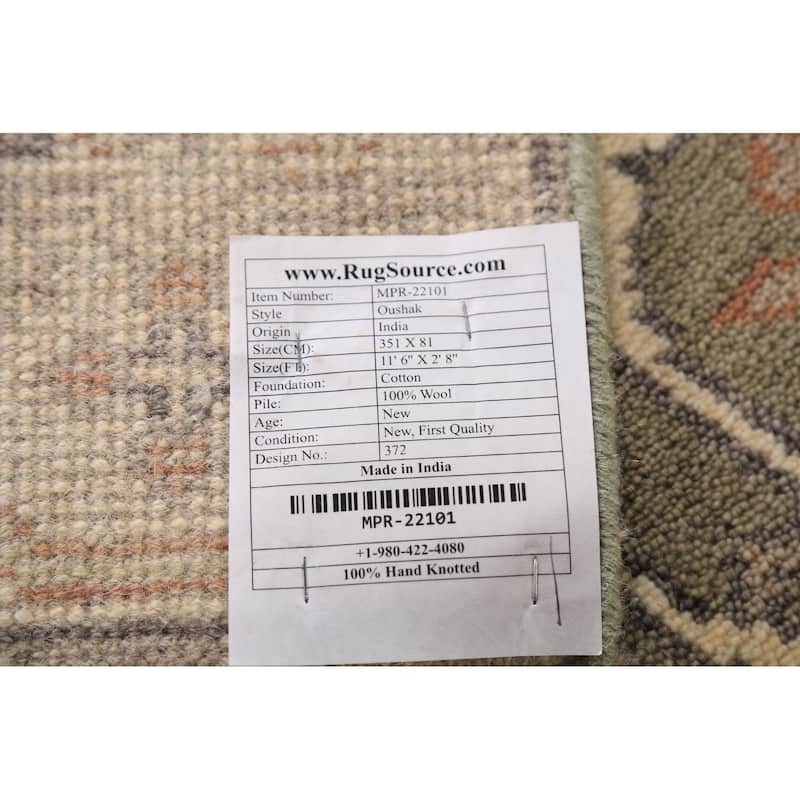 www.RugSource.com
Item Number: MPR-22101
Style Oushak
Origin India
Size(CM): 351 X 81
Size(FT): 11' 6" X 2' 8"
Foundation: Cotton
Pile: 100% Wool
Age: New
Condition: New, First Quality
Design No.: 372
Made in India
MPR-22101
+1-980-422-4080
100% Hand Knotted